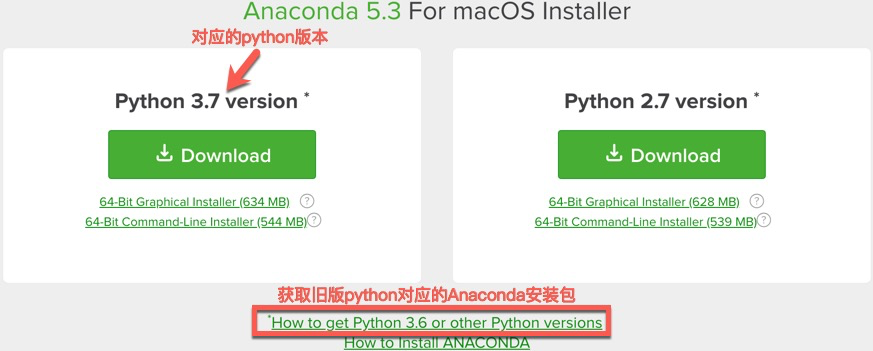 Anaconda 5.3 For macOS Installer
对应的python版本
Python 3.7 version *
Download
64-Bit Graphical Installer (634 MB) ?
64-Bit Command-Line Installer (544 MB) ?
Python 2.7 version *
Download
64-Bit Graphical Installer (628 MB) ?
64-Bit Command-Line Installer (539 MB) ?
获取旧版python对应的Anaconda安装包
*How to get Python 3.6 or other Python versions
How to Install ANACONDA